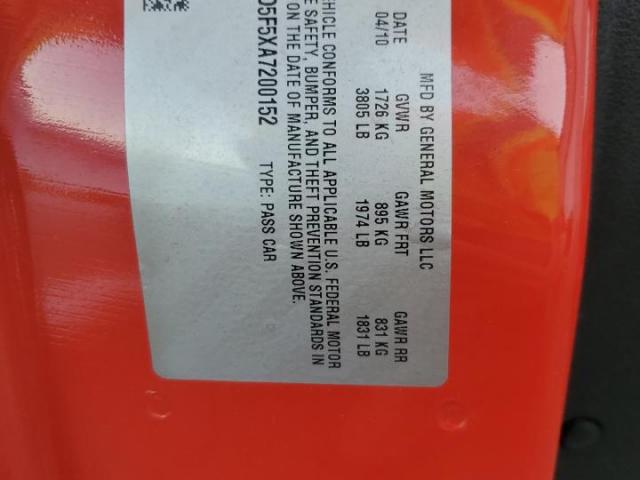 MFD BY GENERAL MOTORS LLC
DATE GVWR GAWR FRT GAWR RR
04/10 1726 KG 895 KG 831 KG
3805 LB 1974 LB 1831 LB
EHICLE CONFORMS TO ALL APPLICABLE U.S. FEDERAL MOTOR
E SAFETY, BUMPER, AND THEFT PREVENTION STANDARDS IN
ON THE DATE OF MANUFACTURE SHOWN ABOVE.
D5F5XA7200152 TYPE: PASS CAR